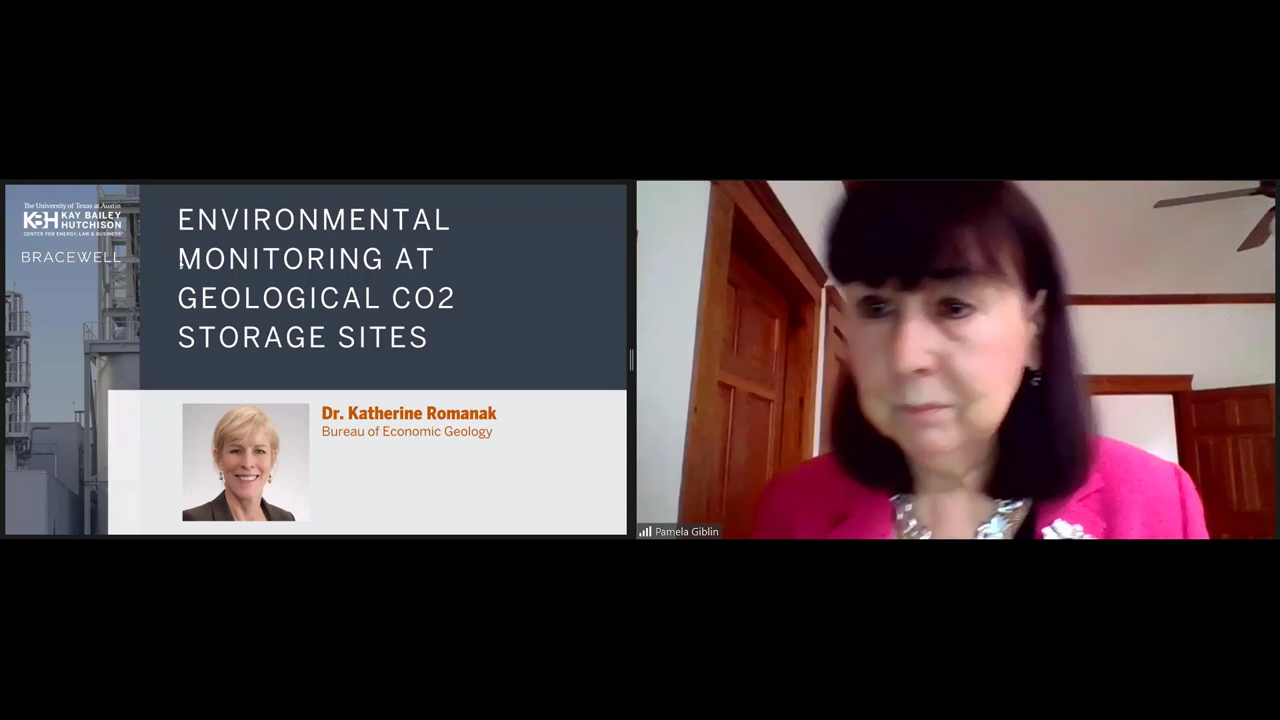 The University of Texas at Austin
KBH KAY BAILEY
HUTCHISON
CENTER FOR ENERGY, LAW & BUSINESS
BRACEWELL
ENVIRONMENTAL
MONITORING AT
GEOLOGICAL CO2
STORAGE SITES
Dr. Katherine Romanak
Bureau of Economic Geology
Pamela Giblin